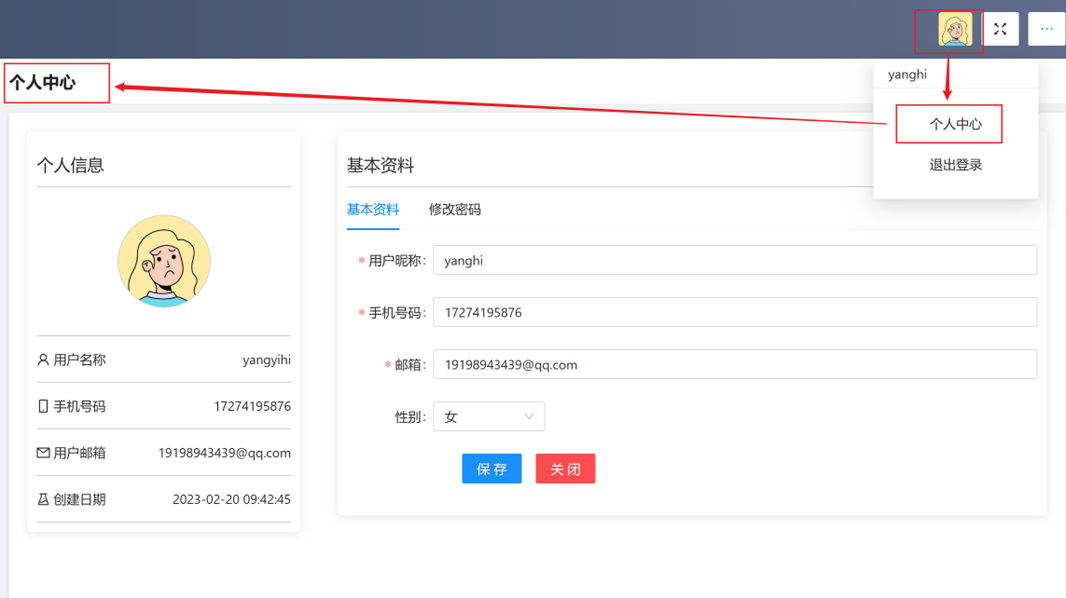 yanghi
个人中心
退出登录
个人中心
个人信息
用户名称 yangyihi
手机号码 17274195876
用户邮箱 19198943439@qq.com
创建日期 2023-02-20 09:42:45
基本资料
基本资料 修改密码
* 用户昵称: yanghi
* 手机号码: 17274195876
* 邮箱: 19198943439@qq.com
性别: 女
保存 关闭